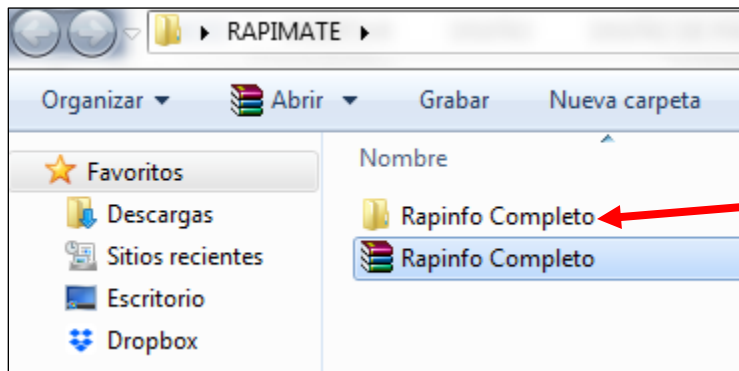 RAPIMATE
Organizar Abrir Grabar Nueva carpeta
Favoritos
Descargas
Sitios recientes
Escritorio
Dropbox
Nombre
Rapinfo Completo
Rapinfo Completo